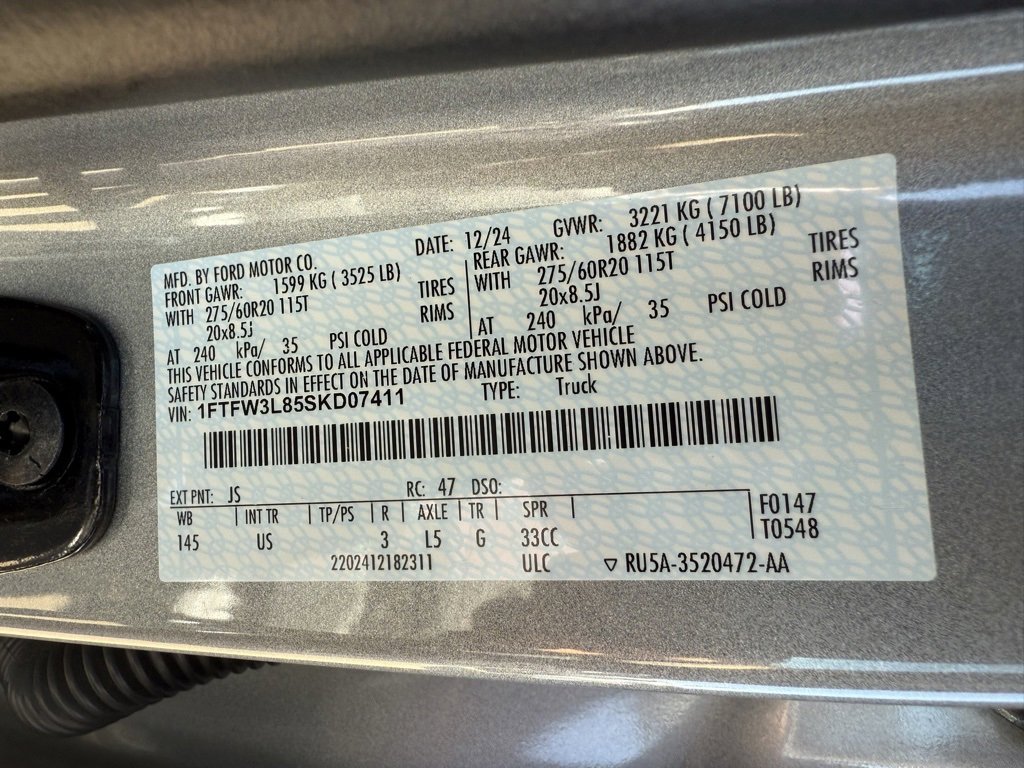 MFD. BY FORD MOTOR CO. DATE: 12/24 GVWR: 3221 KG ( 7100 LB)
FRONT GAWR: 1599 KG ( 3525 LB) REAR GAWR: 1882 KG ( 4150 LB)
WITH 275/60R20 115T TIRES WITH 275/60R20 115T TIRES
20x8.5J RIMS 20x8.5J RIMS
AT 240 kPa/ 35 PSI COLD AT 240 kPa/ 35 PSI COLD
THIS VEHICLE CONFORMS TO ALL APPLICABLE FEDERAL MOTOR VEHICLE
SAFETY STANDARDS IN EFFECT ON THE DATE OF MANUFACTURE SHOWN ABOVE.
VIN: 1FTFW3L85SKD07411 TYPE: Truck
EXT PNT: JS RC: 47 DSO:
WB | INT TR | TP/PS | R | AXLE | TR | SPR | F0147
145 US 3 L5 G 33CC T0548
2202412182311 ULC ▽ RU5A-3520472-AA